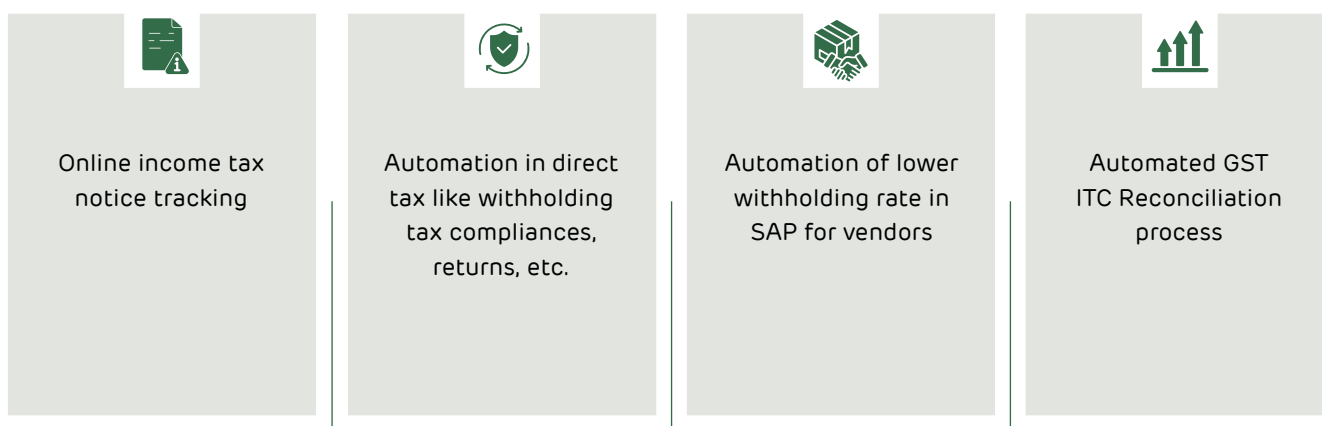 Online income tax
notice tracking
Automation in direct
tax like withholding
tax compliances,
returns, etc.
Automation of lower
withholding rate in
SAP for vendors
Automated GST
ITC Reconciliation
process